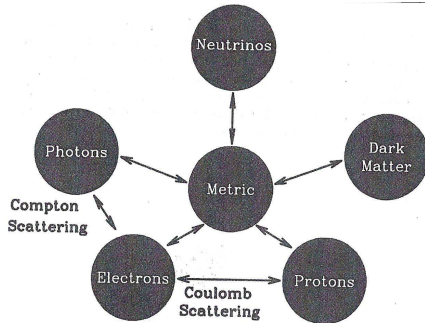 Neutrinos
Photons
Dark
Matter
Metric
Compton
Scattering
Electrons
Protons
Coulomb
Scattering